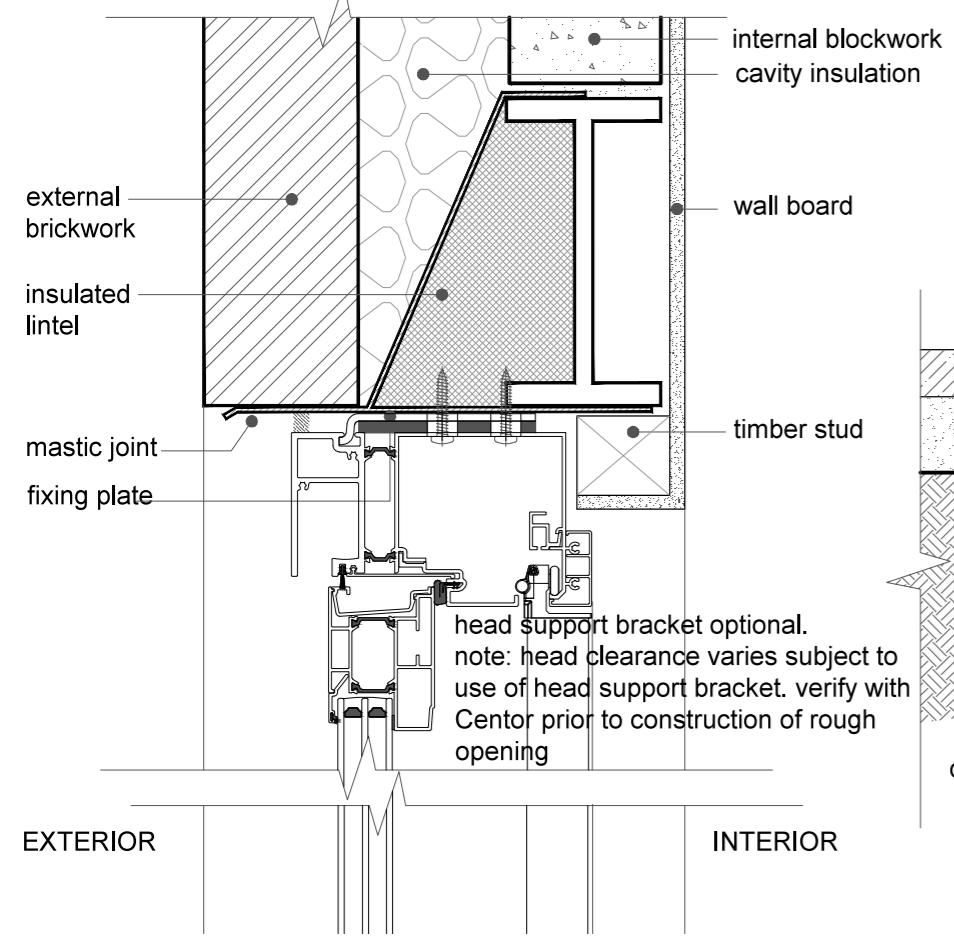 internal blockwork
cavity insulation
external
brickwork
wall board
insulated
lintel
mastic joint
timber stud
fixing plate
head support bracket optional.
note: head clearance varies subject to
use of head support bracket. verify with
Centor prior to construction of rough
opening
EXTERIOR
INTERIOR